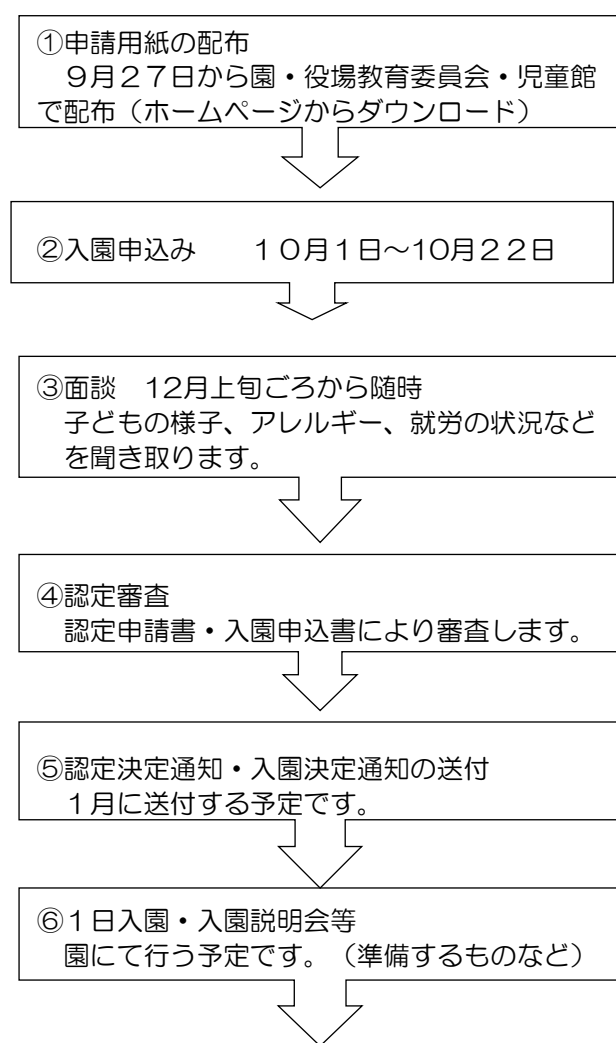 ①申請用紙の配布
　９月２７日から園・役場教育委員会・児童館
で配布（ホームページからダウンロード）
②入園申込み　　１０月１日～10月２２日
③面談　12月上旬ごろから随時
　子どもの様子、アレルギー、就労の状況など
　を聞き取ります。
④認定審査
　認定申請書・入園申込書により審査します。
⑤認定決定通知・入園決定通知の送付
　１月に送付する予定です。
⑥１日入園・入園説明会等
　園にて行う予定です。（準備するものなど）